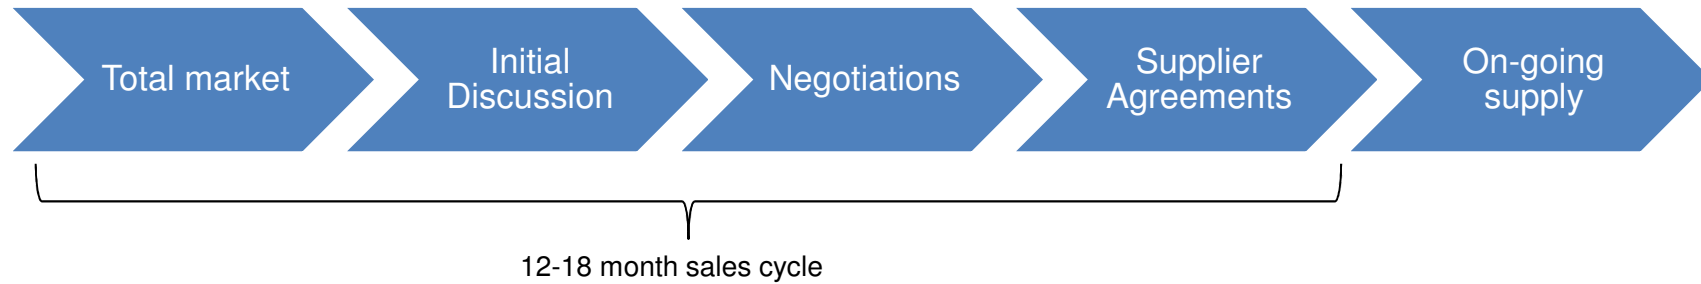 Total market
Initial
Discussion
Negotiations
Supplier
Agreements
On-going
supply
12-18 month sales cycle